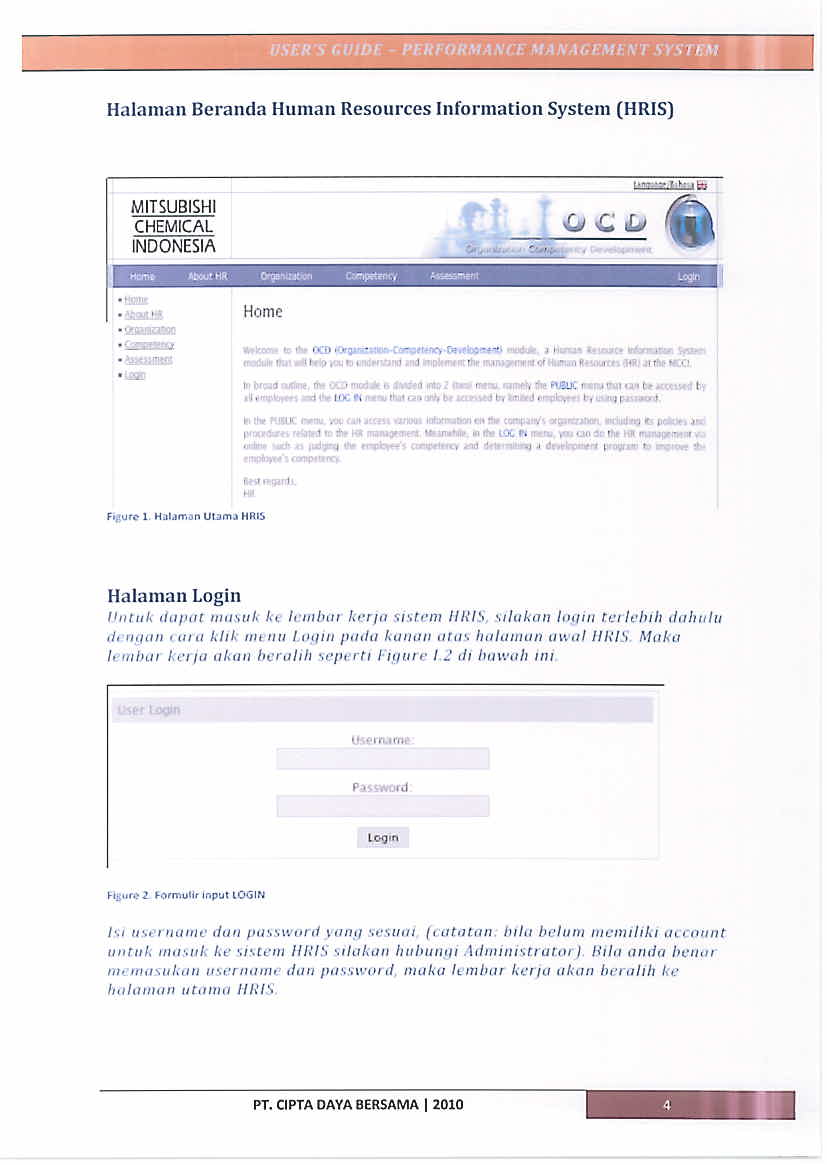 USER'S GUIDE – PERFORMANCE MANAGEMENT SYSTEM
Halaman Beranda Human Resources Information System (HRIS)
Language/Bahasa
MITSUBISHI
CHEMICAL
INDONESIA
OCD
Organization Competency Development
Home About HR Organization Competency Assessment Login
• Home
• About HR
• Organization
• Competency
• Assessment
• Login
Home
Welcome to the OCD (Organization-Competency-Development) module, a Human Resource Information System
module that will help you to understand and implement the management of Human Resources (HR) at the MCCI.
In broad outline, the OCD module is divided into 2 (two) menu, namely the PUBLIC menu that can be accessed by
all employees and the LOG IN menu that can only be accessed by limited employees by using password.
In the PUBLIC menu, you can access various information on the company's organization, including its policies and
procedures related to the HR management. Meanwhile, in the LOG IN menu, you can do the HR management via
online such as judging the employee's competency and determining a development program to improve the
employee's competency.
Best regards,
HR
Figure 1. Halaman Utama HRIS
Halaman Login
Untuk dapat masuk ke lembar kerja sistem HRIS, silakan login terlebih dahulu
dengan cara klik menu Login pada kanan atas halaman awal HRIS. Maka
lembar kerja akan beralih seperti Figure I.2 di bawah ini.
User Login
Username:
Password:
Login
Figure 2. Formulir input LOGIN
Isi username dan password yang sesuai, (catatan: bila belum memiliki account
untuk masuk ke sistem HRIS silakan hubungi Administrator). Bila anda benar
memasukan username dan password, maka lembar kerja akan beralih ke
halaman utama HRIS.
PT. CIPTA DAYA BERSAMA | 2010
4